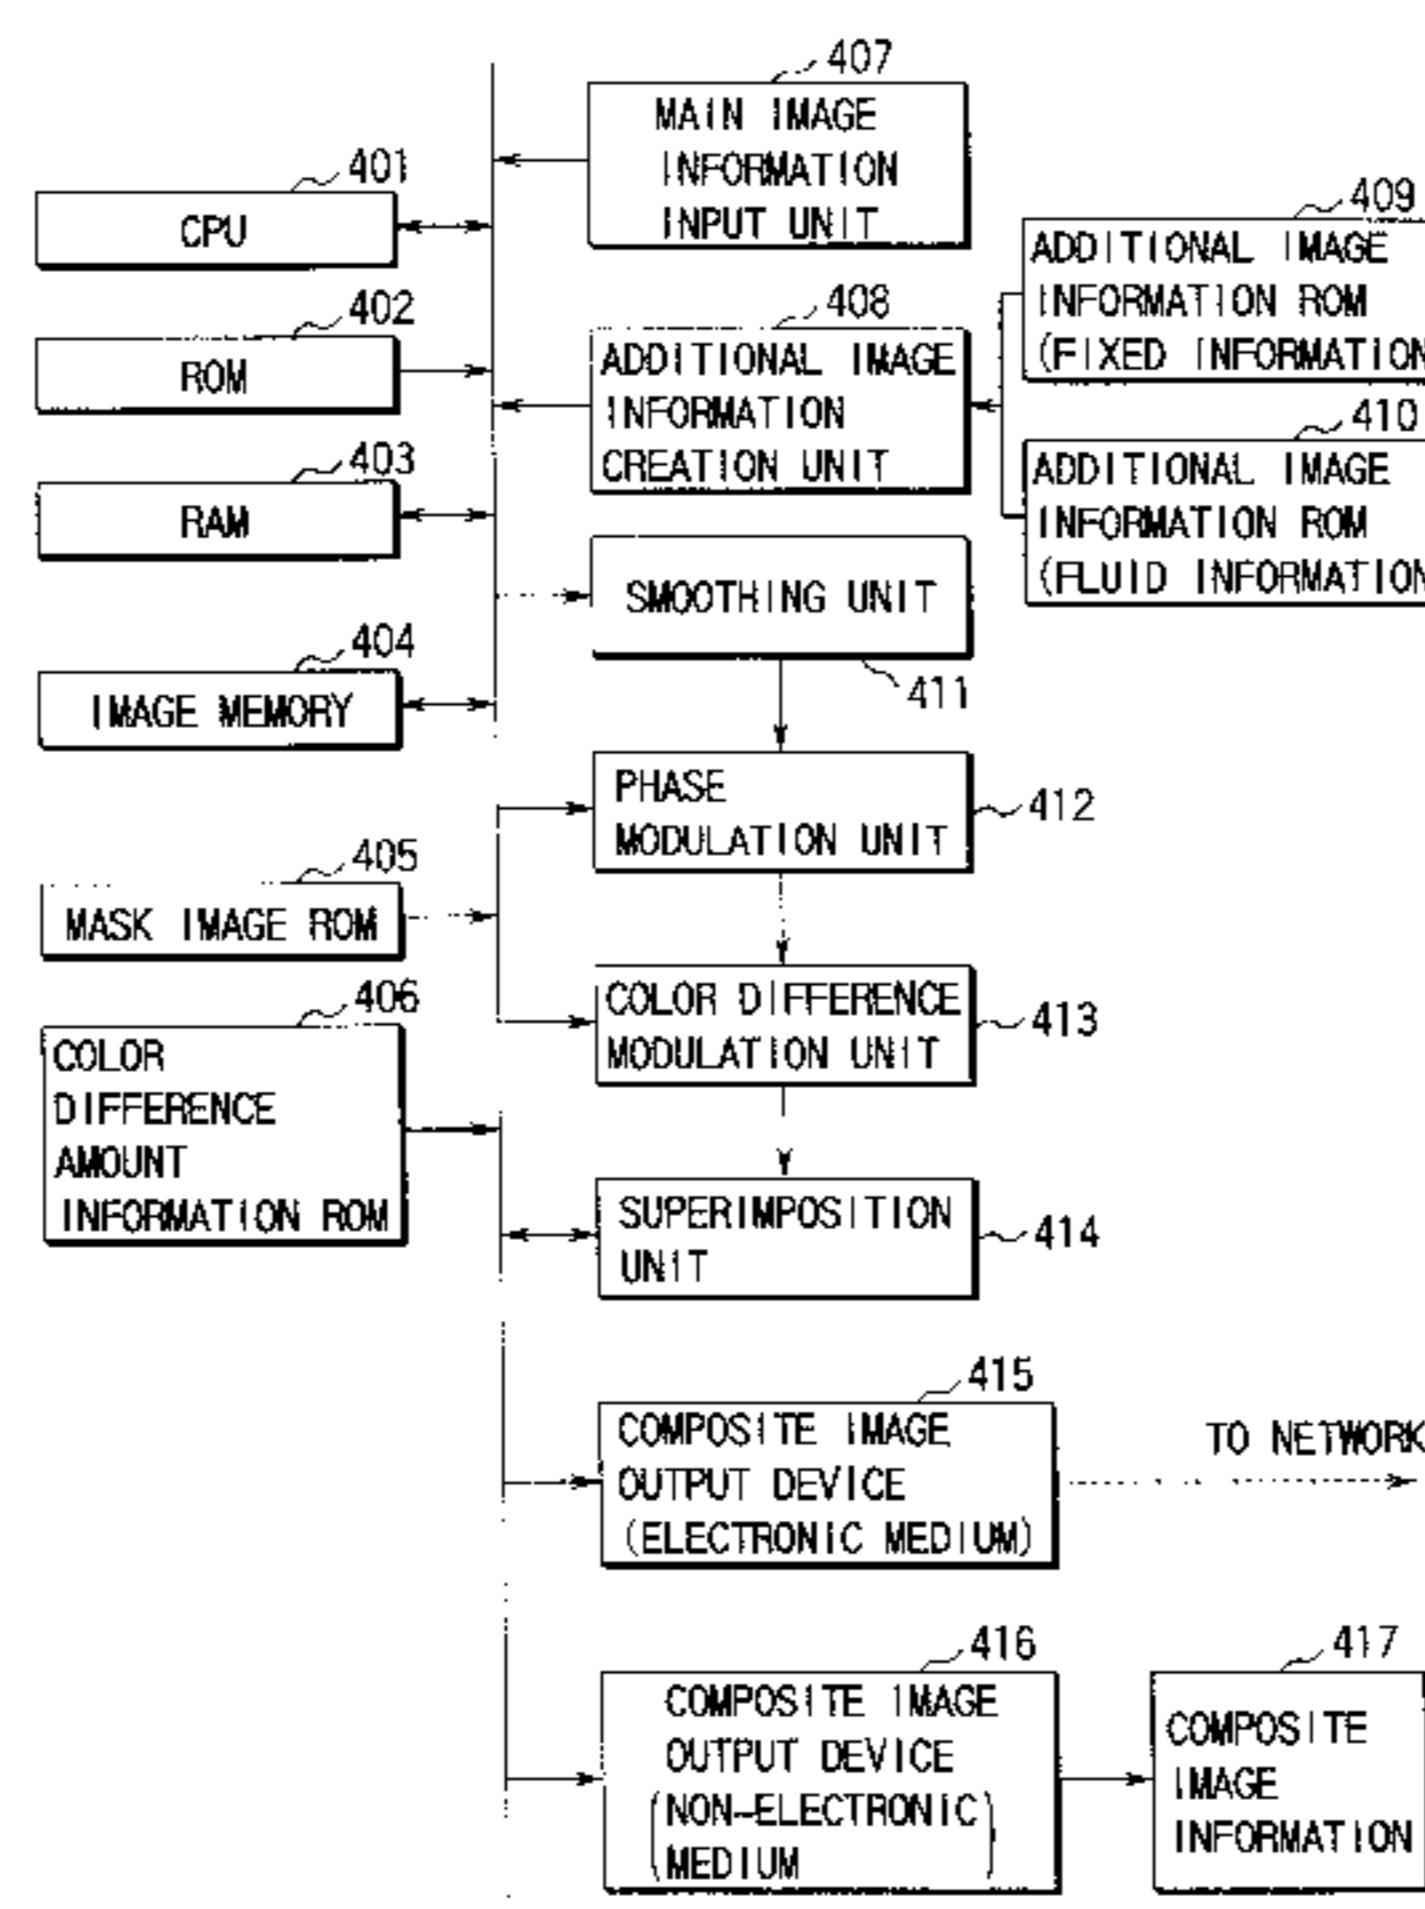 407
MAIN IMAGE
INFORMATION
INPUT UNIT
401
CPU
409
ADDITIONAL IMAGE
INFORMATION ROM
(FIXED INFORMATION
402
ROM
408
ADDITIONAL IMAGE
INFORMATION
CREATION UNIT
410
ADDITIONAL IMAGE
INFORMATION ROM
(FLUID INFORMATION
403
RAM
SMOOTHING UNIT
411
404
IMAGE MEMORY
PHASE
MODULATION UNIT
412
405
MASK IMAGE ROM
406
COLOR
DIFFERENCE
AMOUNT
INFORMATION ROM
COLOR DIFFERENCE
MODULATION UNIT
413
SUPERIMPOSITION
UNIT
414
415
COMPOSITE IMAGE
OUTPUT DEVICE
(ELECTRONIC MEDIUM)
TO NETWORK
416
COMPOSITE IMAGE
OUTPUT DEVICE
(NON-ELECTRONIC
MEDIUM)
417
COMPOSITE
IMAGE
INFORMATION